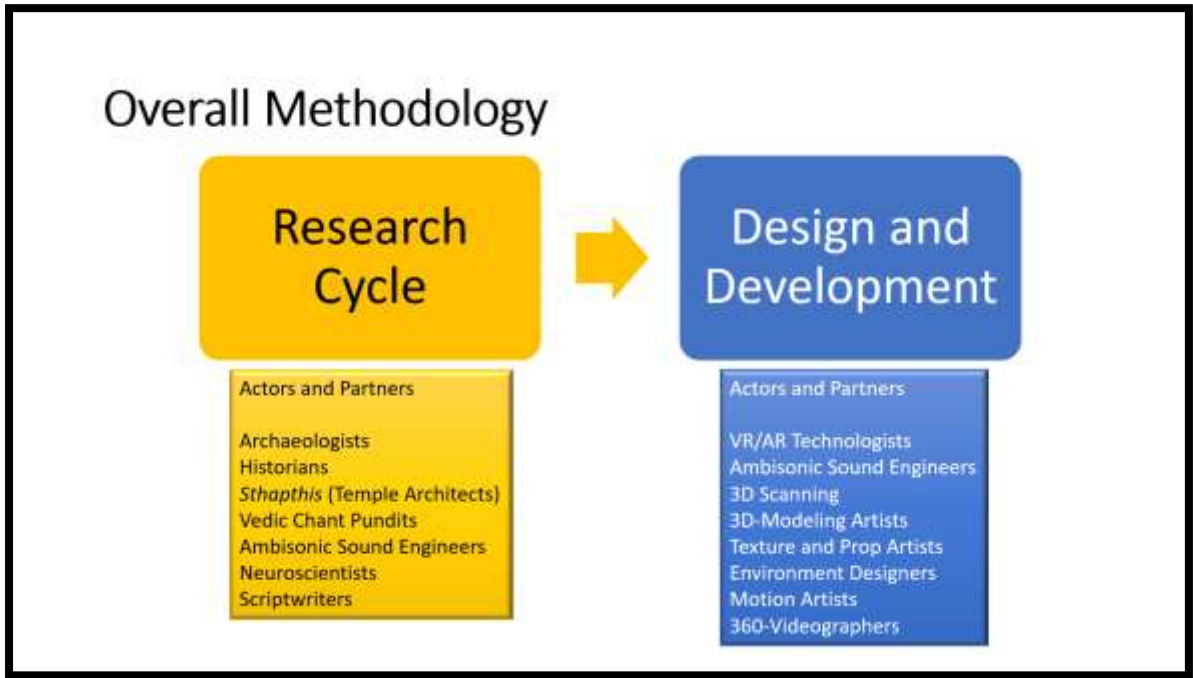 Overall Methodology
Research
Cycle
Actors and Partners
Archaeologists
Historians
Sthapthis (Temple Architects)
Vedic Chant Pundits
Ambisonic Sound Engineers
Neuroscientists
Scriptwriters
Design and
Development
Actors and Partners
VR/AR Technologists
Ambisonic Sound Engineers
3D Scanning
3D-Modeling Artists
Texture and Prop Artists
Environment Designers
Motion Artists
360-Videographers